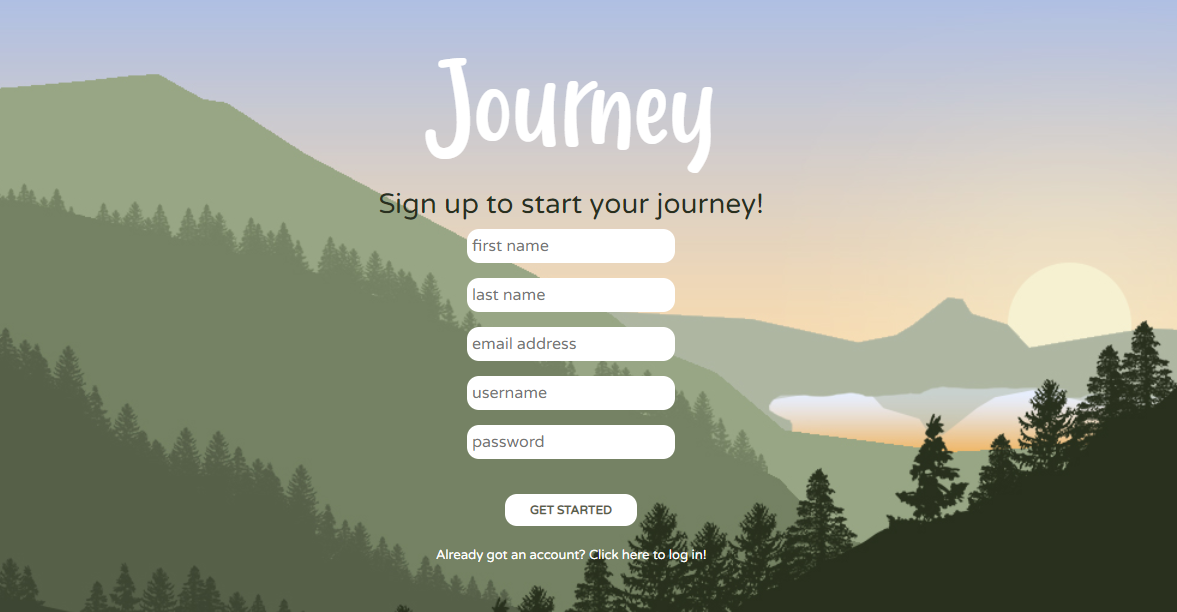 Journey
Sign up to start your journey!
first name
last name
email address
username
password
GET STARTED
Already got an account? Click here to log in!